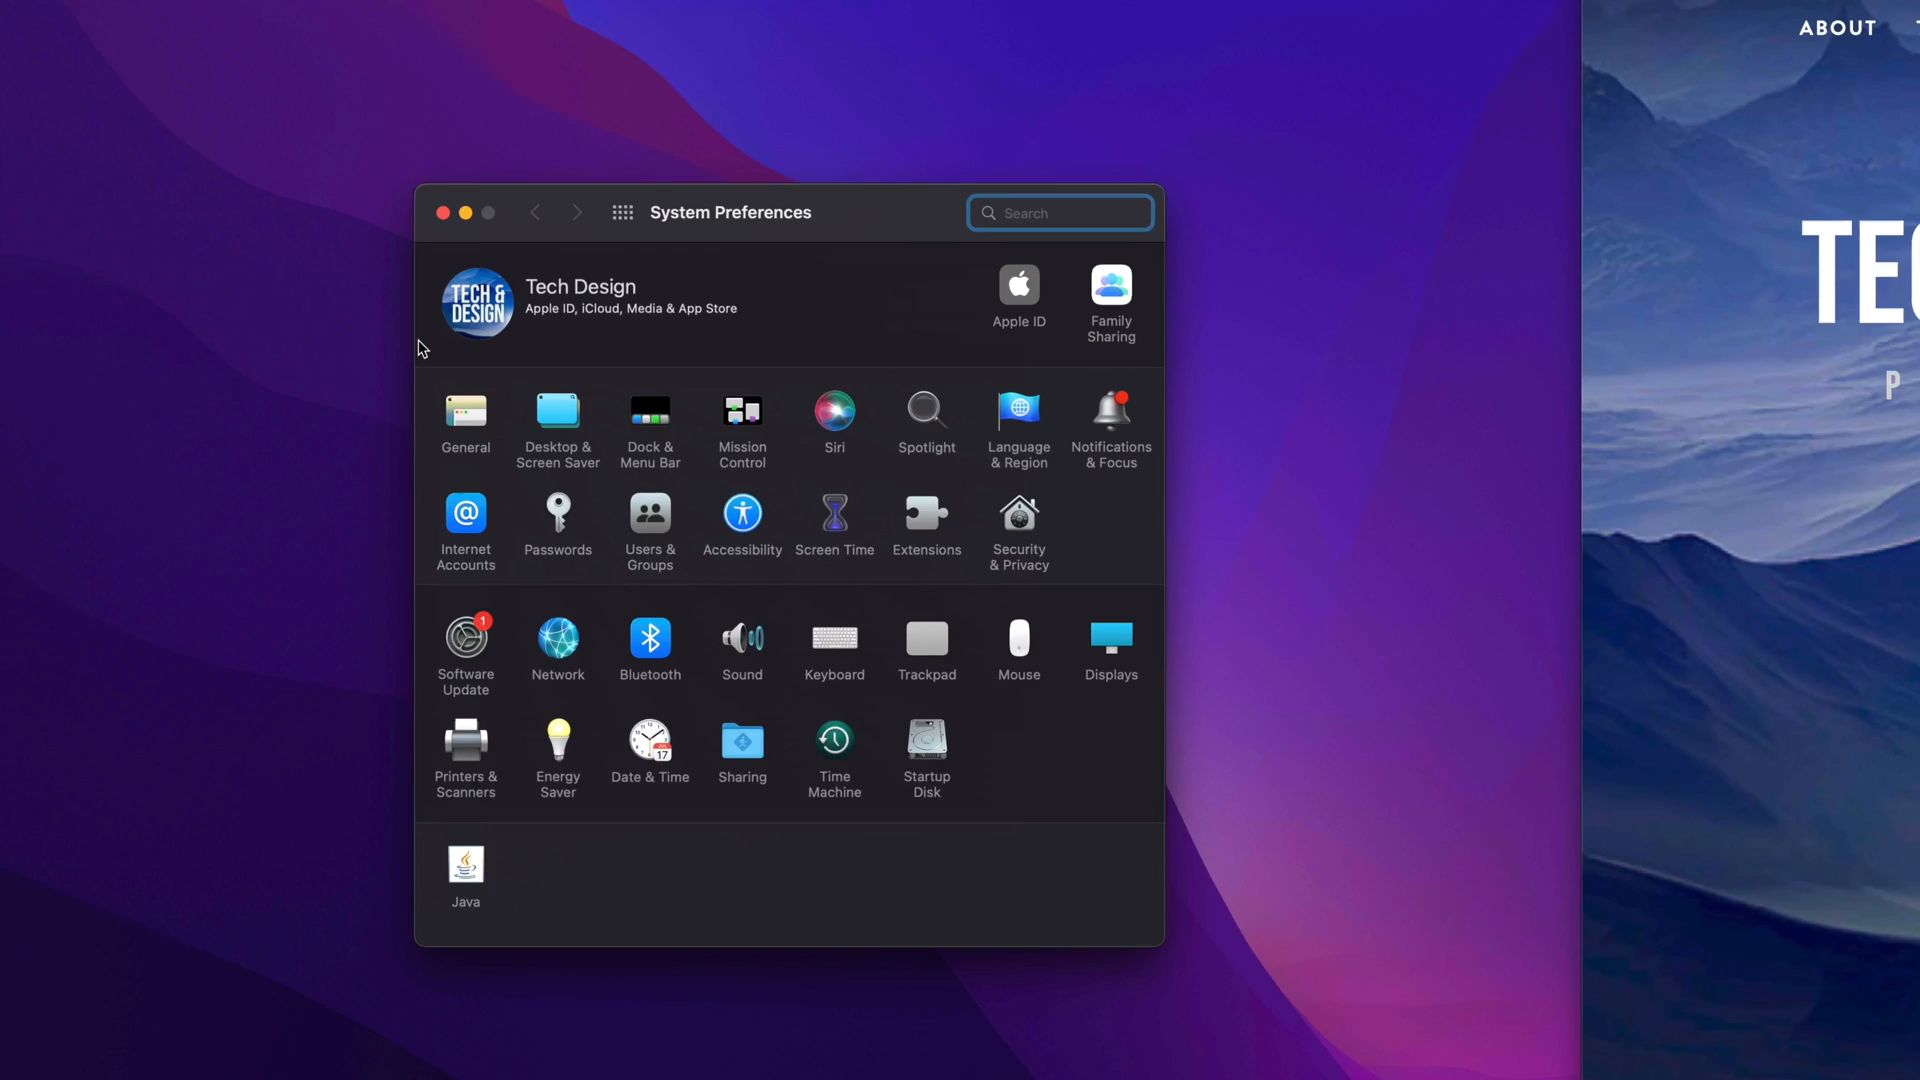 ABOUT
System Preferences
Search
TECH &
DESIGN
Tech Design
Apple ID, iCloud, Media & App Store
Apple ID
Family
Sharing
TEC
P
General
Desktop &
Screen Saver
Dock &
Menu Bar
Mission
Control
Siri
Spotlight
Language
& Region
Notifications
& Focus
@
Internet
Accounts
Passwords
Users &
Groups
Accessibility
Screen Time
Extensions
Security
& Privacy
1
Software
Update
Network
Bluetooth
Sound
Keyboard
Trackpad
Mouse
Displays
Printers &
Scanners
Energy
Saver
17
Date & Time
Sharing
Time
Machine
Startup
Disk
Java